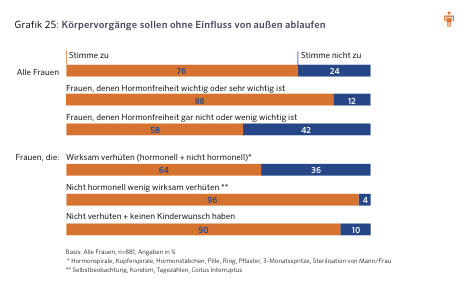 Grafik 25: Körpervorgänge sollen ohne Einfluss von außen ablaufen
Stimme zu Stimme nicht zu
Alle Frauen 76 24
Frauen, denen Hormonfreiheit wichtig oder sehr wichtig ist
88 12
Frauen, denen Hormonfreiheit gar nicht oder wenig wichtig ist
58 42
Frauen, die: Wirksam verhüten (hormonell + nicht hormonell)*
64 36
Nicht hormonell wenig wirksam verhüten **
96 4
Nicht verhüten + keinen Kinderwunsch haben
90 10
Basis: Alle Frauen, n=881, Angaben in %
* Hormonspirale, Kupferspirale, Hormonstäbchen, Pille, Ring, Pflaster, 3-Monatsspritze, Sterilisation von Mann/Frau
** Selbstbeobachtung, Kondom, Tagezählen, Coitus Interruptus